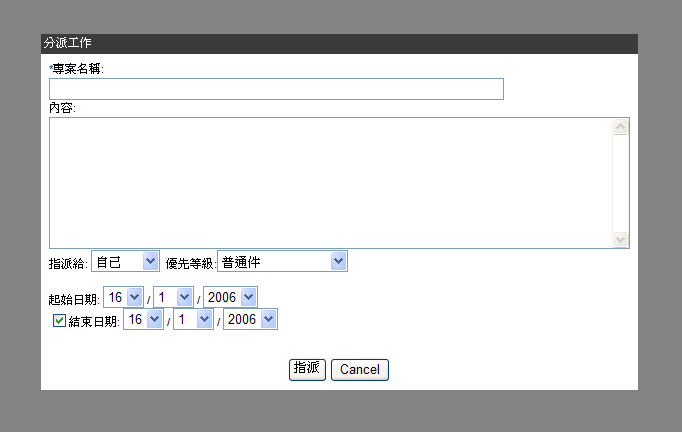 分派工作
*專案名稱:
內容:
指派給: 自己 優先等級: 普通件
起始日期: 16 / 1 / 2006
結束日期: 16 / 1 / 2006
指派 Cancel